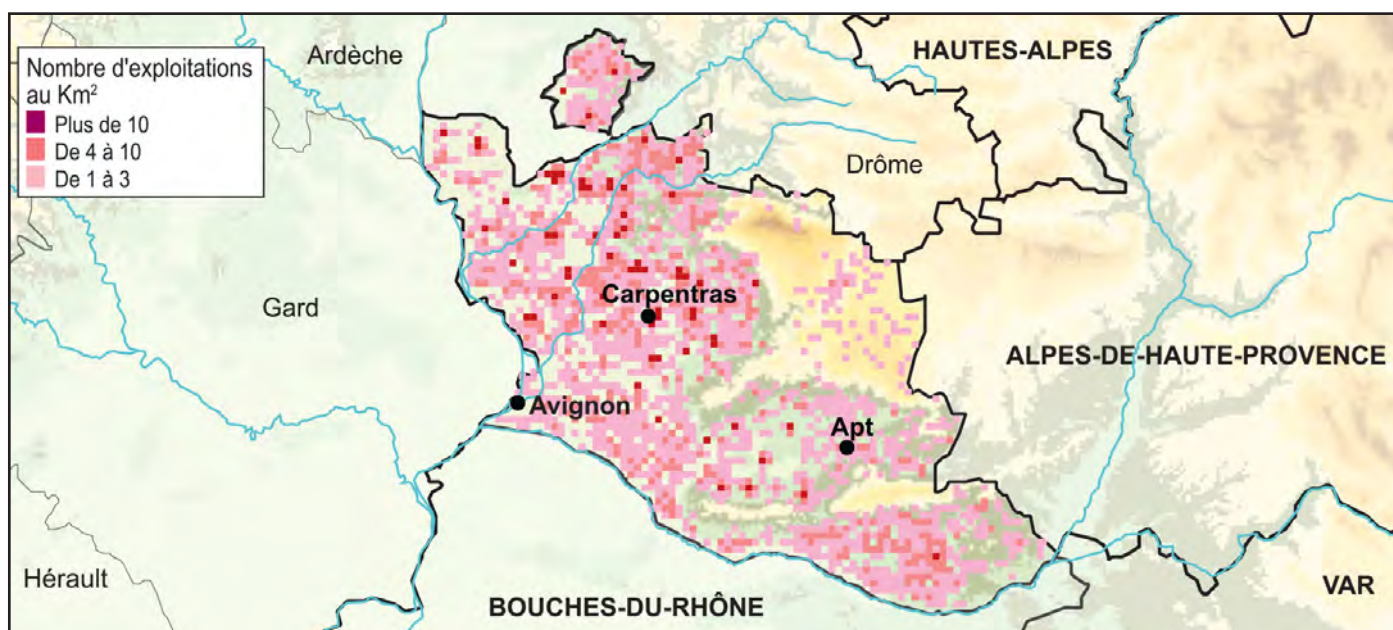 Nombre d'exploitations
au Km²
Plus de 10
De 4 à 10
De 1 à 3
Ardèche
HAUTES-ALPES
Drôme
Gard
Carpentras
ALPES-DE-HAUTE-PROVENCE
Avignon
Apt
Hérault
BOUCHES-DU-RHÔNE
VAR